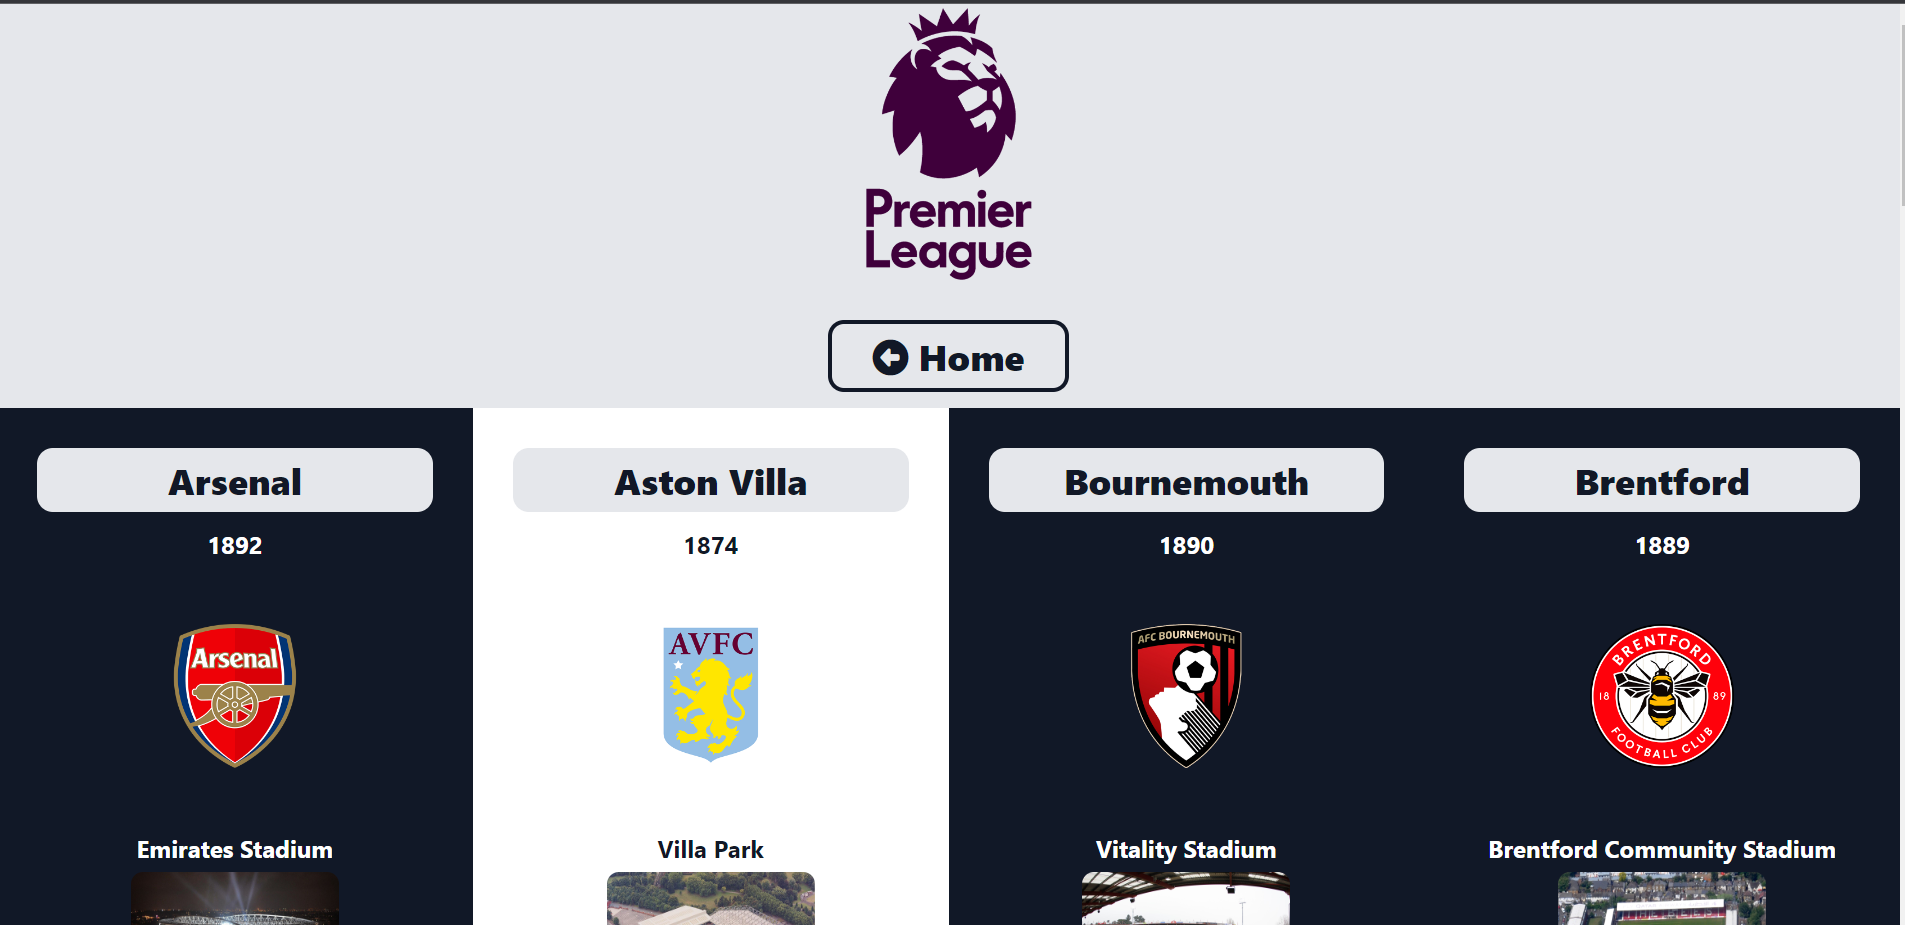 Premier
League
Home
Arsenal
Aston Villa
Bournemouth
Brentford
1892
1874
1890
1889
Arsenal
AVFC
AFC BOURNEMOUTH
BRENTFORD
18 89
FOOTBALL CLUB
Emirates Stadium
Villa Park
Vitality Stadium
Brentford Community Stadium